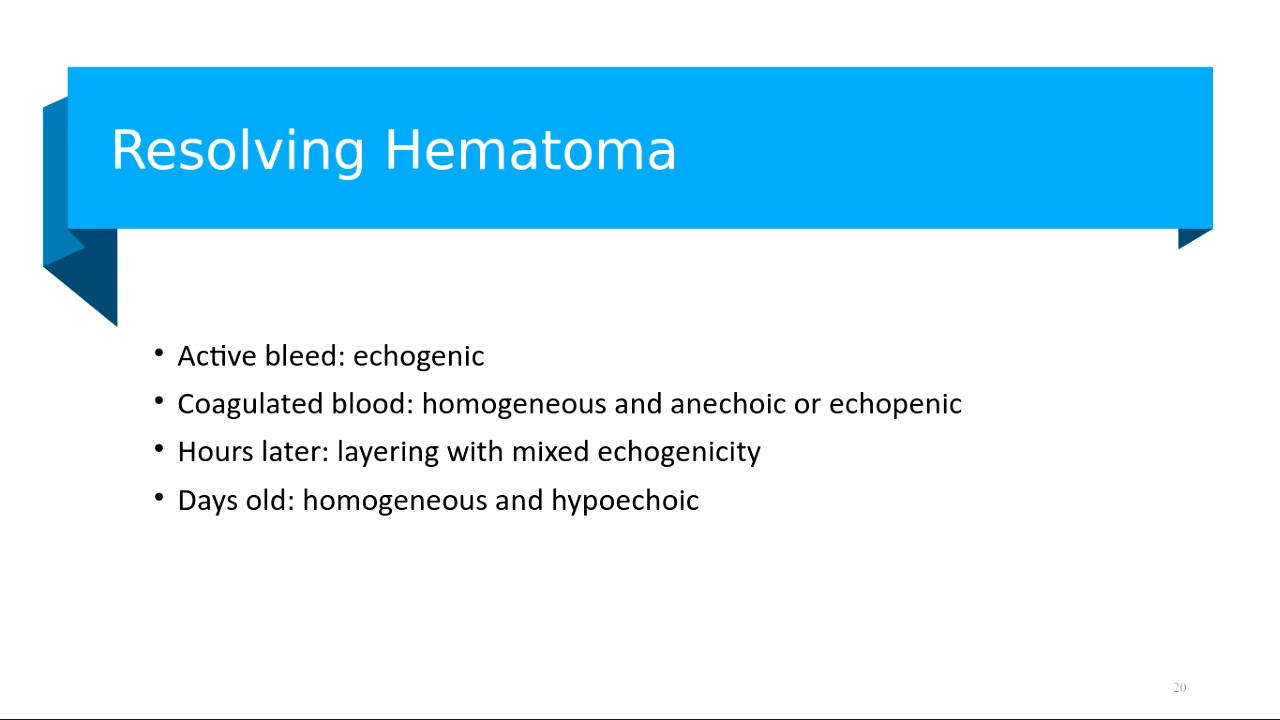 Resolving Hematoma
• Active bleed: echogenic
• Coagulated blood: homogeneous and anechoic or echopenic
• Hours later: layering with mixed echogenicity
• Days old: homogeneous and hypoechoic
20